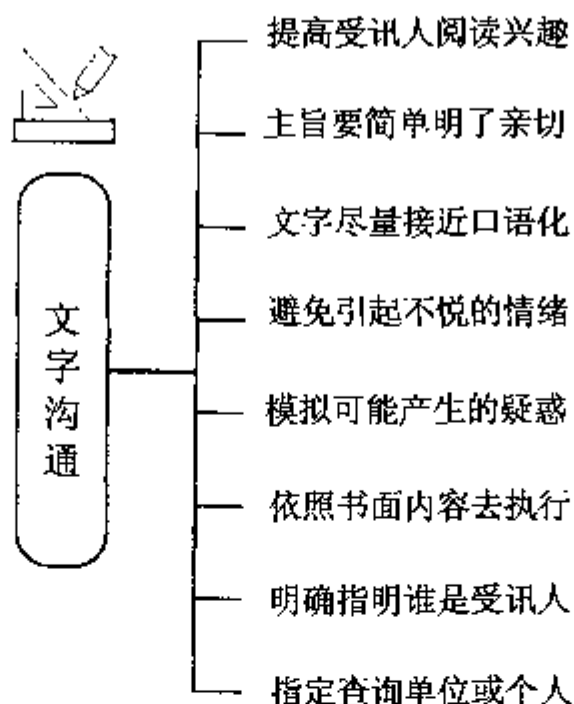 提高受讯人阅读兴趣
主旨要简单明了亲切
文字尽量接近口语化
避免引起不悦的情绪
文字沟通
模拟可能产生的疑惑
依照书面内容去执行
明确指明谁是受讯人
指定查询单位或个人